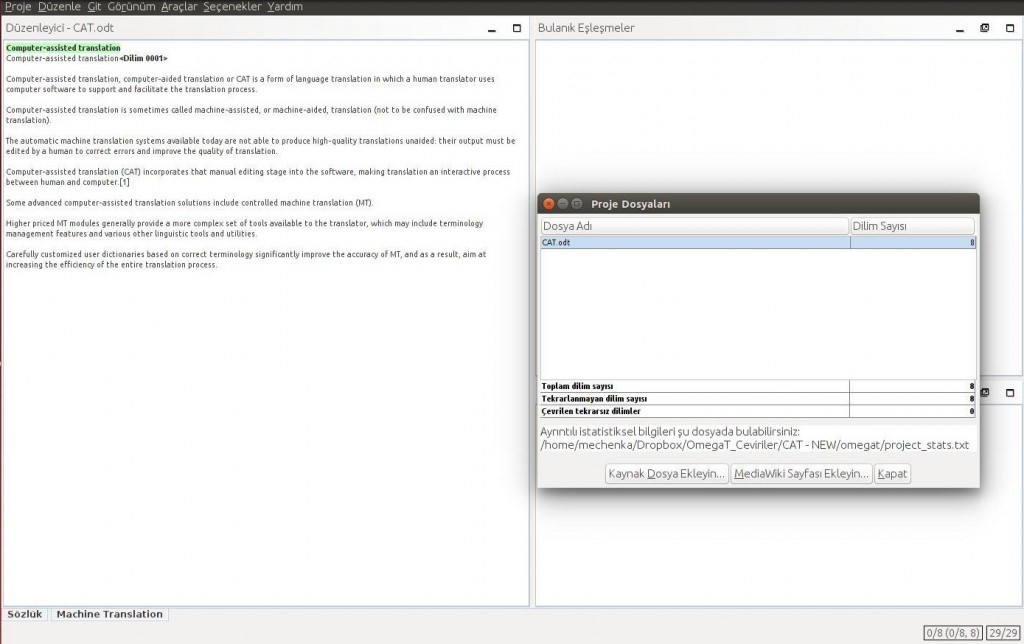 Proje Düzenle Git Görünüm Araçlar Seçenekler Yardım
Düzenleyici - CAT.odt
Bulanık Eşleşmeler
Computer-assisted translation
Computer-assisted translation<Dilim 0001>
Computer-assisted translation, computer-aided translation or CAT is a form of language translation in which a human translator uses
computer software to support and facilitate the translation process.
Computer-assisted translation is sometimes called machine-assisted, or machine-aided, translation (not to be confused with machine
translation).
The automatic machine translation systems available today are not able to produce high-quality translations unaided: their output must be
edited by a human to correct errors and improve the quality of translation.
Computer-assisted translation (CAT) incorporates that manual editing stage into the software, making translation an interactive process
between human and computer.[1]
Some advanced computer-assisted translation solutions include controlled machine translation (MT).
Higher priced MT modules generally provide a more complex set of tools available to the translator, which may include terminology
management features and various other linguistic tools and utilities.
Carefully customized user dictionaries based on correct terminology significantly improve the accuracy of MT, and as a result, aim at
increasing the efficiency of the entire translation process.
Proje Dosyaları
Dosya Adı Dilim Sayısı
CAT.odt 8
Toplam dilim sayısı 8
Tekrarlanmayan dilim sayısı 8
Çevrilen tekrarsız dilimler 0
Ayrıntılı istatistiksel bilgileri şu dosyada bulabilirsiniz:
/home/mechenka/Dropbox/OmegaT_Ceviriler/CAT - NEW/omegat/project_stats.txt
Kaynak Dosya Ekleyin... MediaWiki Sayfası Ekleyin... Kapat
Sözlük Machine Translation
0/8 (0/8, 8) 29/29